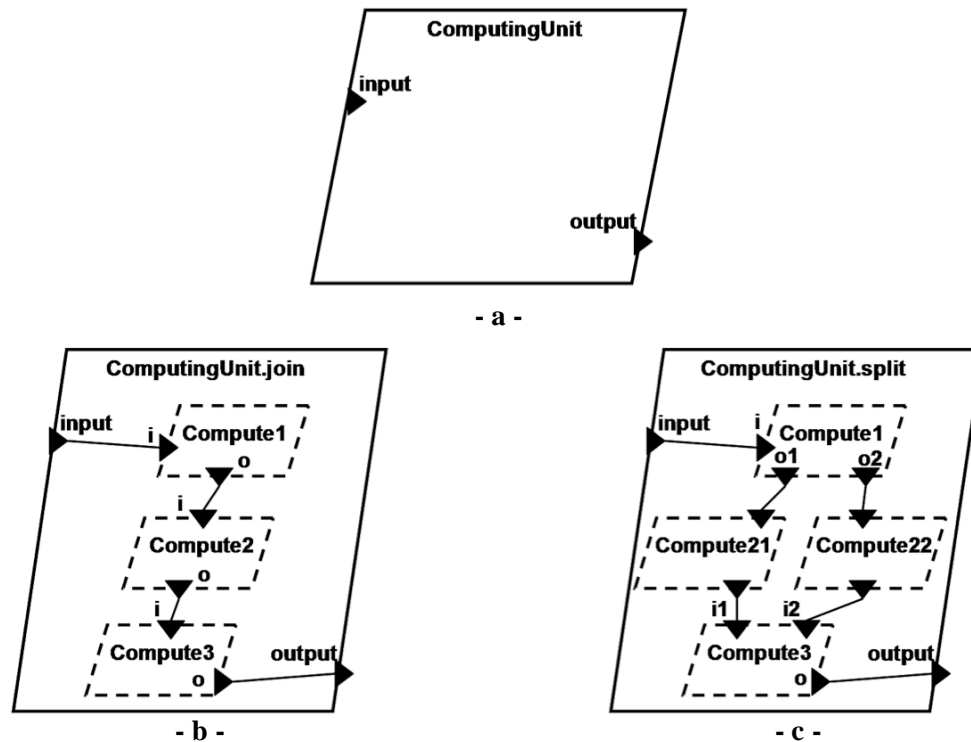 ComputingUnit
input
output
- a -
ComputingUnit.join
input
i
Compute1
o
i
Compute2
o
i
Compute3
o
output
- b -
ComputingUnit.split
input
i
Compute1
o1
o2
Compute21
Compute22
i1
i2
Compute3
o
output
- c -